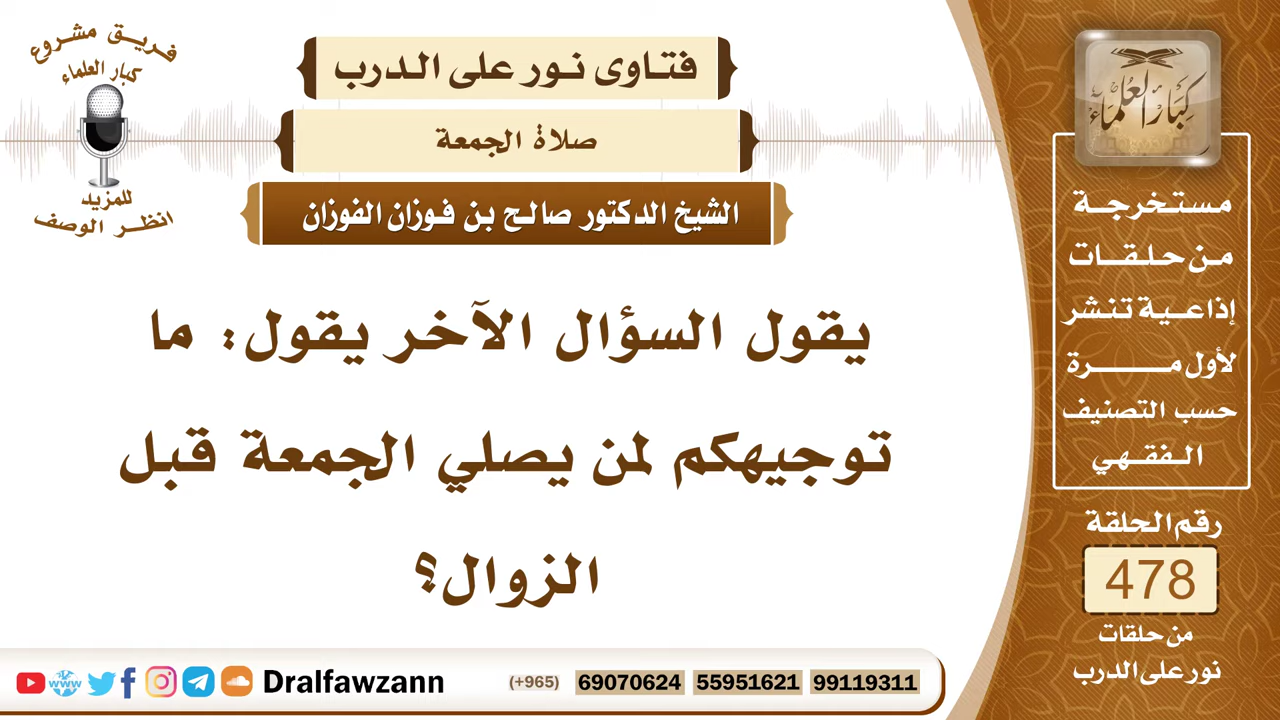 فريق مشروع
كبار العلماء
للمزيد
انظر الوصف
فتاوى نور على الدرب
صلاة الجمعة
الشيخ الدكتور صالح بن فوزان الفوزان
يقول السؤال الآخر يقول: ما
توجيهكم لمن يصلي الجمعة قبل
الزوال؟
كبار العلماء
مستخرجة
من حلقات
إذاعية تنشر
لأول مرة
حسب التصنيف
الفقهي
رقم الحلقة
478
من حلقات
نور على الدرب
www
Dralfawzann
(+965) 69070624 55951621 99119311